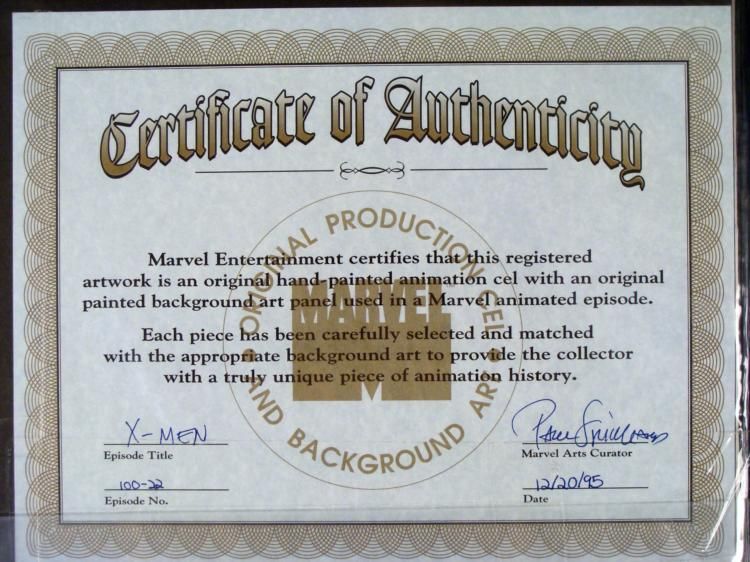 Certificate of Authenticity
ORIGINAL PRODUCTION CEL
AND BACKGROUND ART
MARVEL
Marvel Entertainment certifies that this registered
artwork is an original hand-painted animation cel with an original
painted background art panel used in a Marvel animated episode.
Each piece has been carefully selected and matched
with the appropriate background art to provide the collector
with a truly unique piece of animation history.
X-MEN
Episode Title
Marvel Arts Curator
100-22
Episode No.
12/20/95
Date